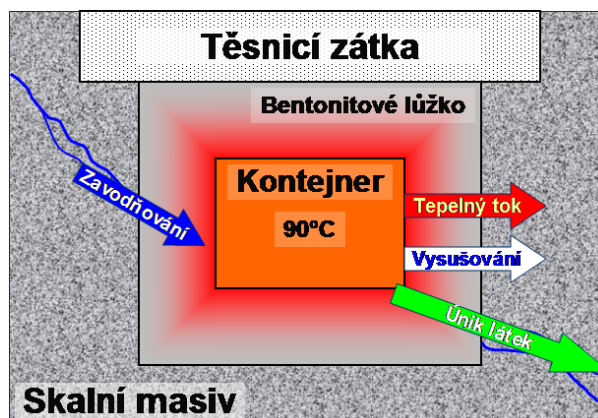 Těsnicí zátka
Bentonitové lůžko
Zavodňování
Kontejner
90ºC
Tepelný tok
Vysušování
Únik látek
Skalní masiv